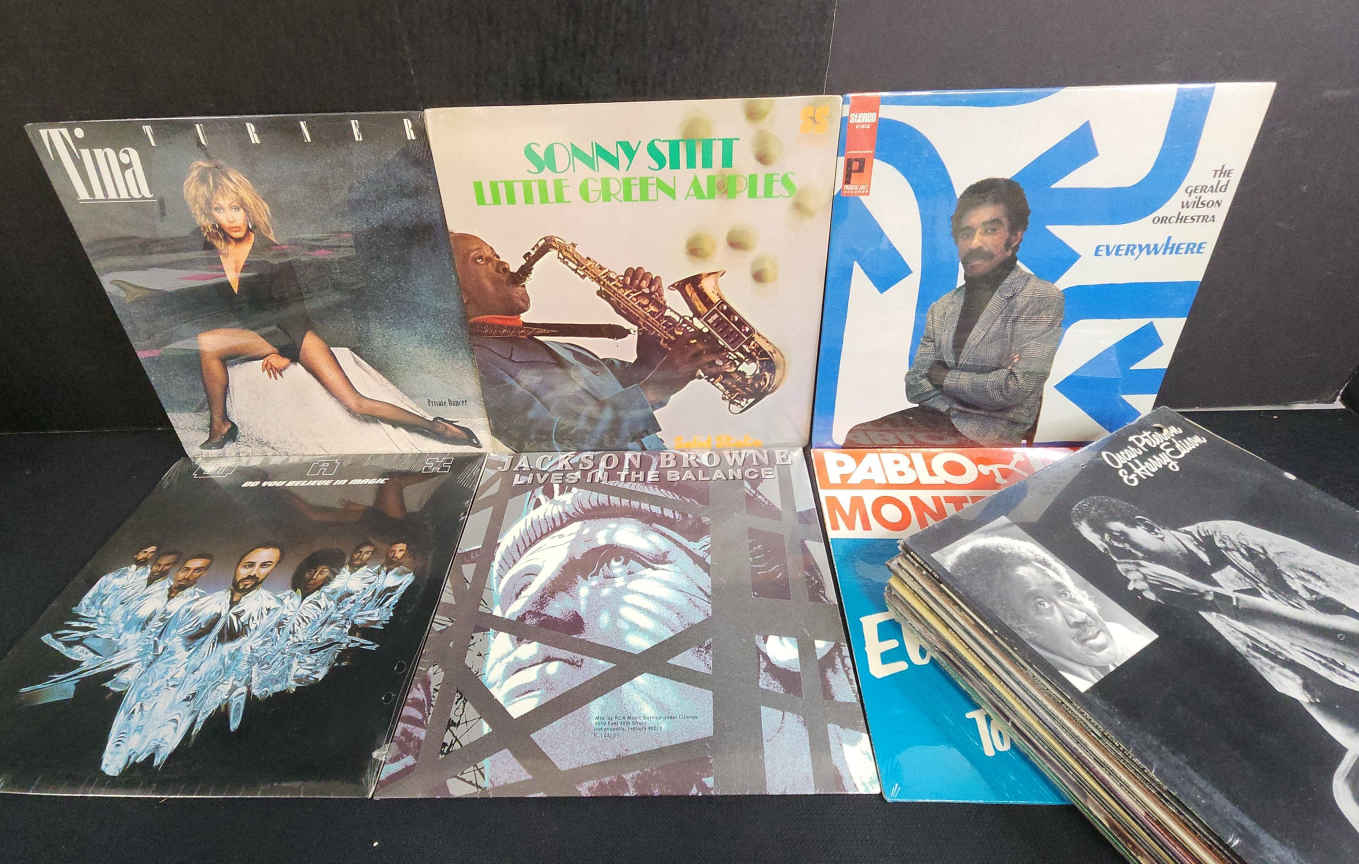 Tina TURNER
Private Dancer
SONNY STITT
LITTLE GREEN APPLES
STEREO
P
THE
GERALD
WILSON
ORCHESTRA
EVERYWHERE
DO YOU BELIEVE IN MAGIC
JACKSON BROWNE
LIVES IN THE BALANCE
PABLO
MONT
Oscar Peterson
& Harry Edison